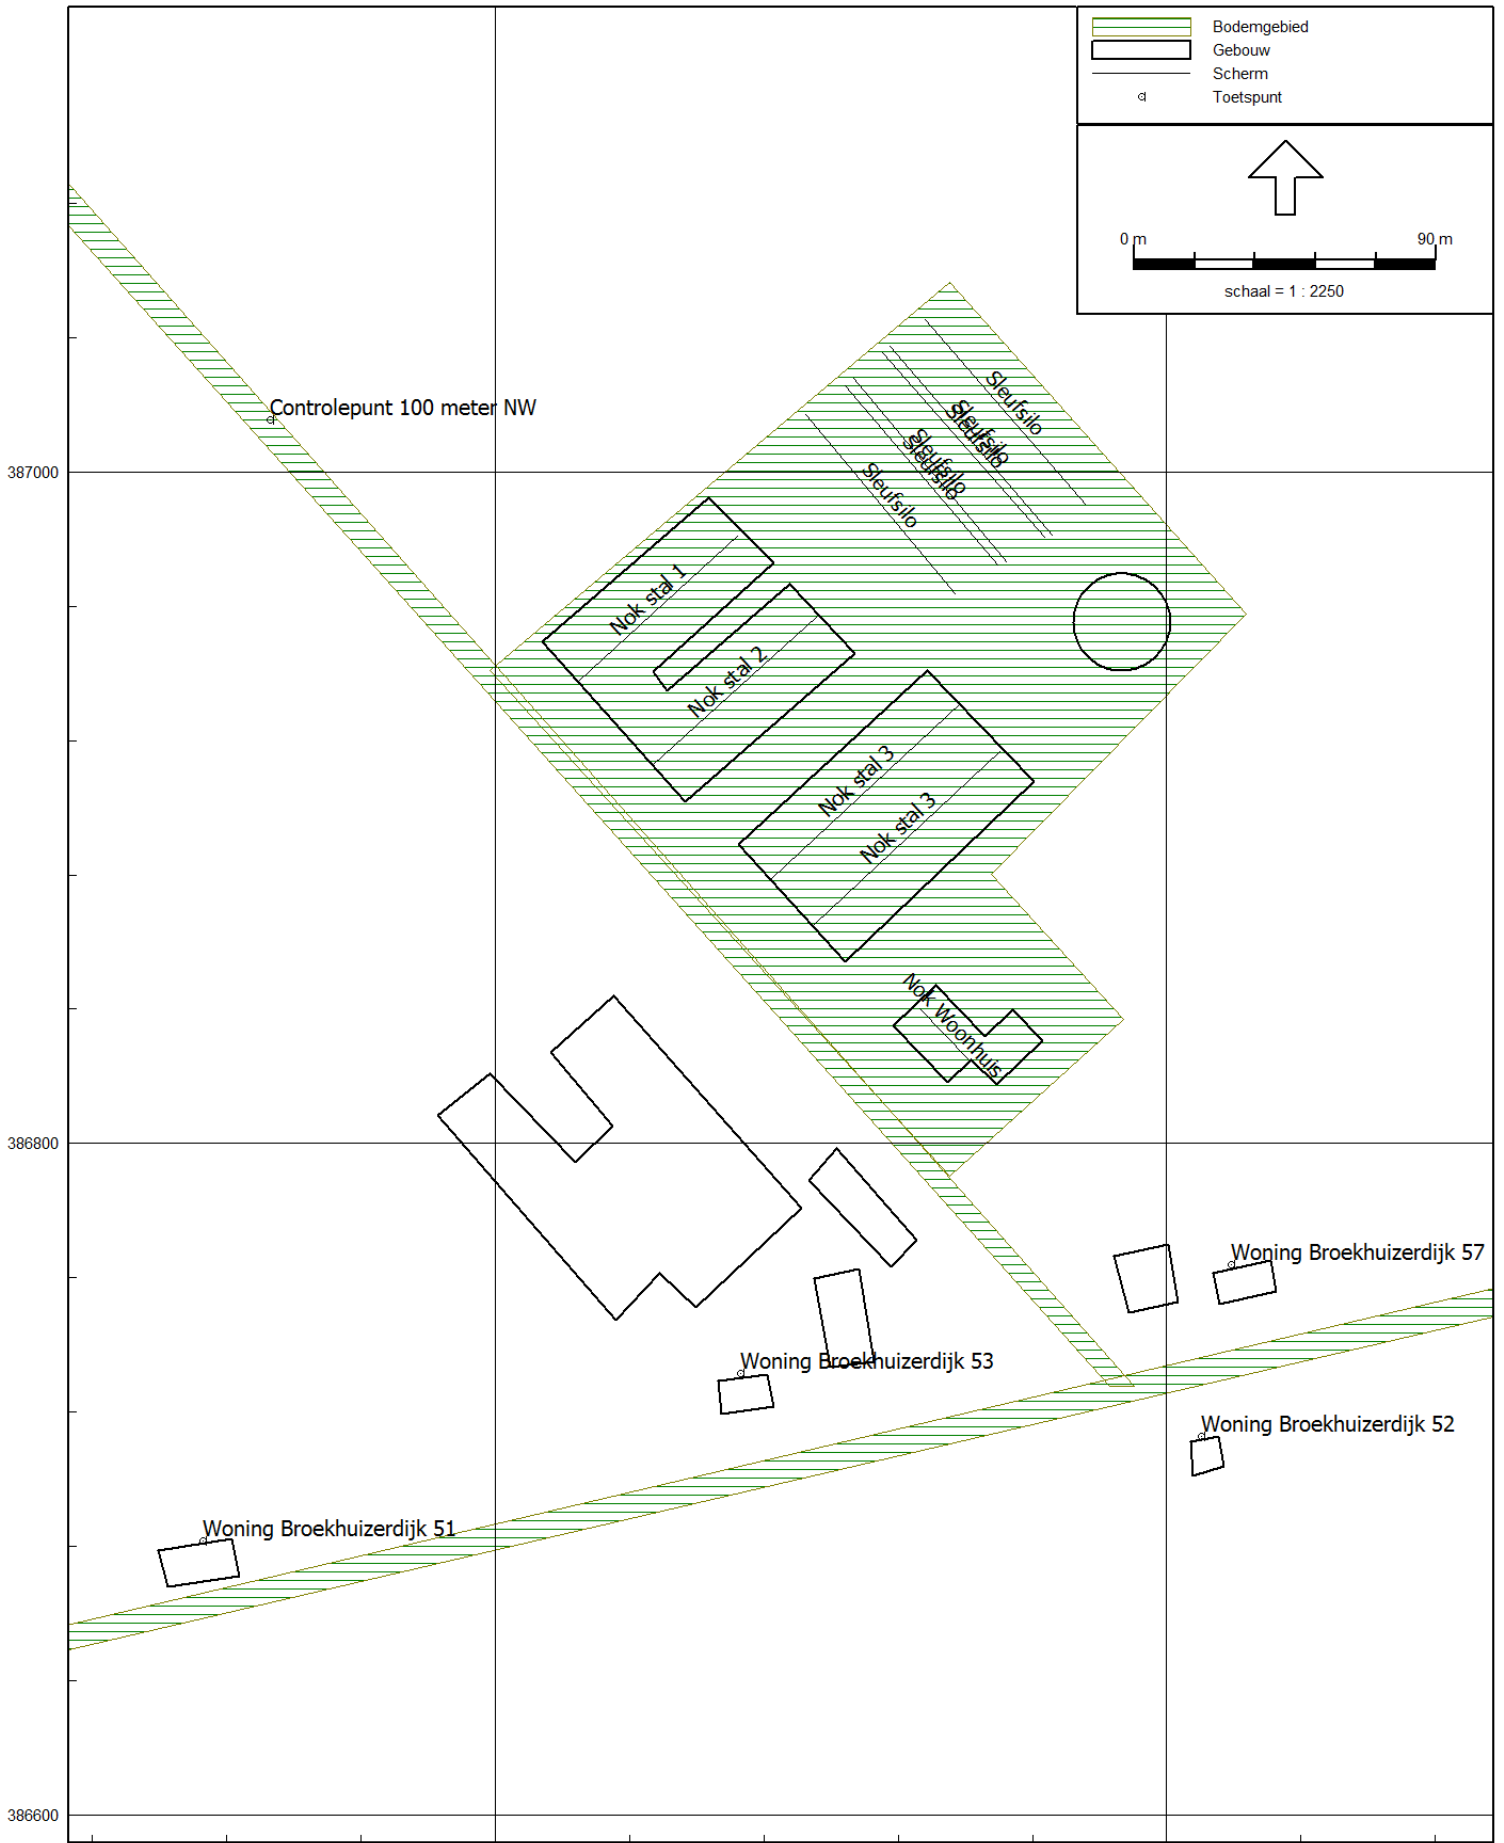 Bodemgebied
Gebouw
Scherm
Toetspunt
0 m
90 m
schaal = 1 : 2250
Controlepunt 100 meter NW
Sleufsilo
Sleufsilo
Sleufsilo
Sleufsilo
Sleufsilo
Sleufsilo
387000
Nok stal 1
Nok stal 2
Nok stal 3
Nok stal 3
Nok Woonhuis
386800
Woning Broekhuizerdijk 57
Woning Broekhuizerdijk 53
Woning Broekhuizerdijk 52
Woning Broekhuizerdijk 51
386600